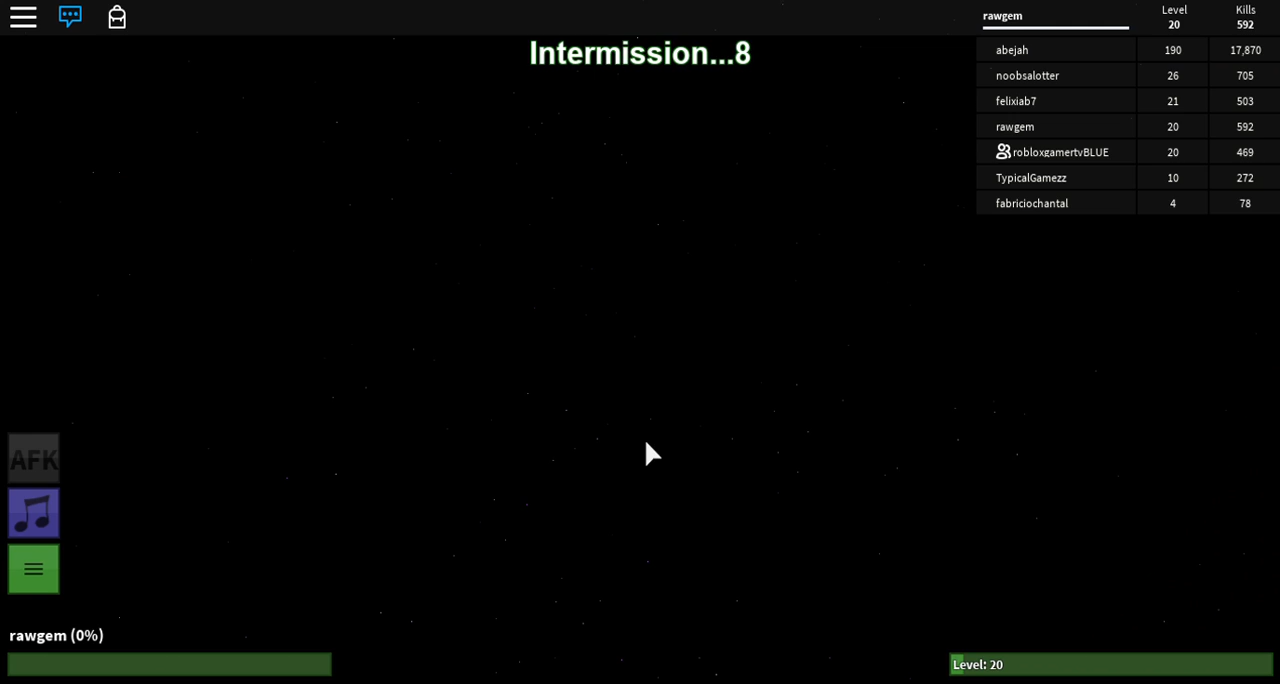 rawgem Level Kills
20 592
Intermission...8
abejah 190 17,870
noobsalotter 26 705
felixiab7 21 503
rawgem 20 592
robloxgamertvBLUE 20 469
TypicalGamezz 10 272
fabriciochantal 4 78
AFK
rawgem (0%)
Level: 20